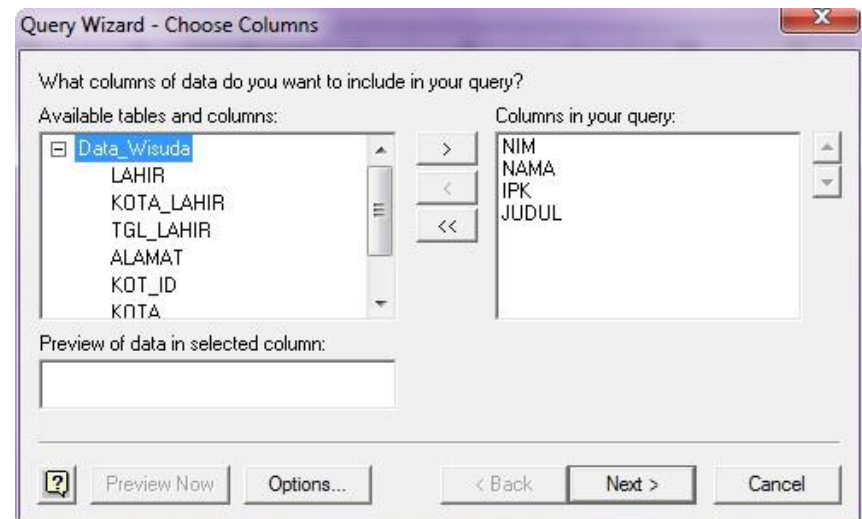 Query Wizard - Choose Columns
What columns of data do you want to include in your query?
Available tables and columns:
Data_Wisuda
LAHIR
KOTA_LAHIR
TGL_LAHIR
ALAMAT
KOT_ID
KOTA
>
<
<<
Columns in your query:
NIM
NAMA
IPK
JUDUL
Preview of data in selected column:
Preview Now
Options...
< Back
Next >
Cancel